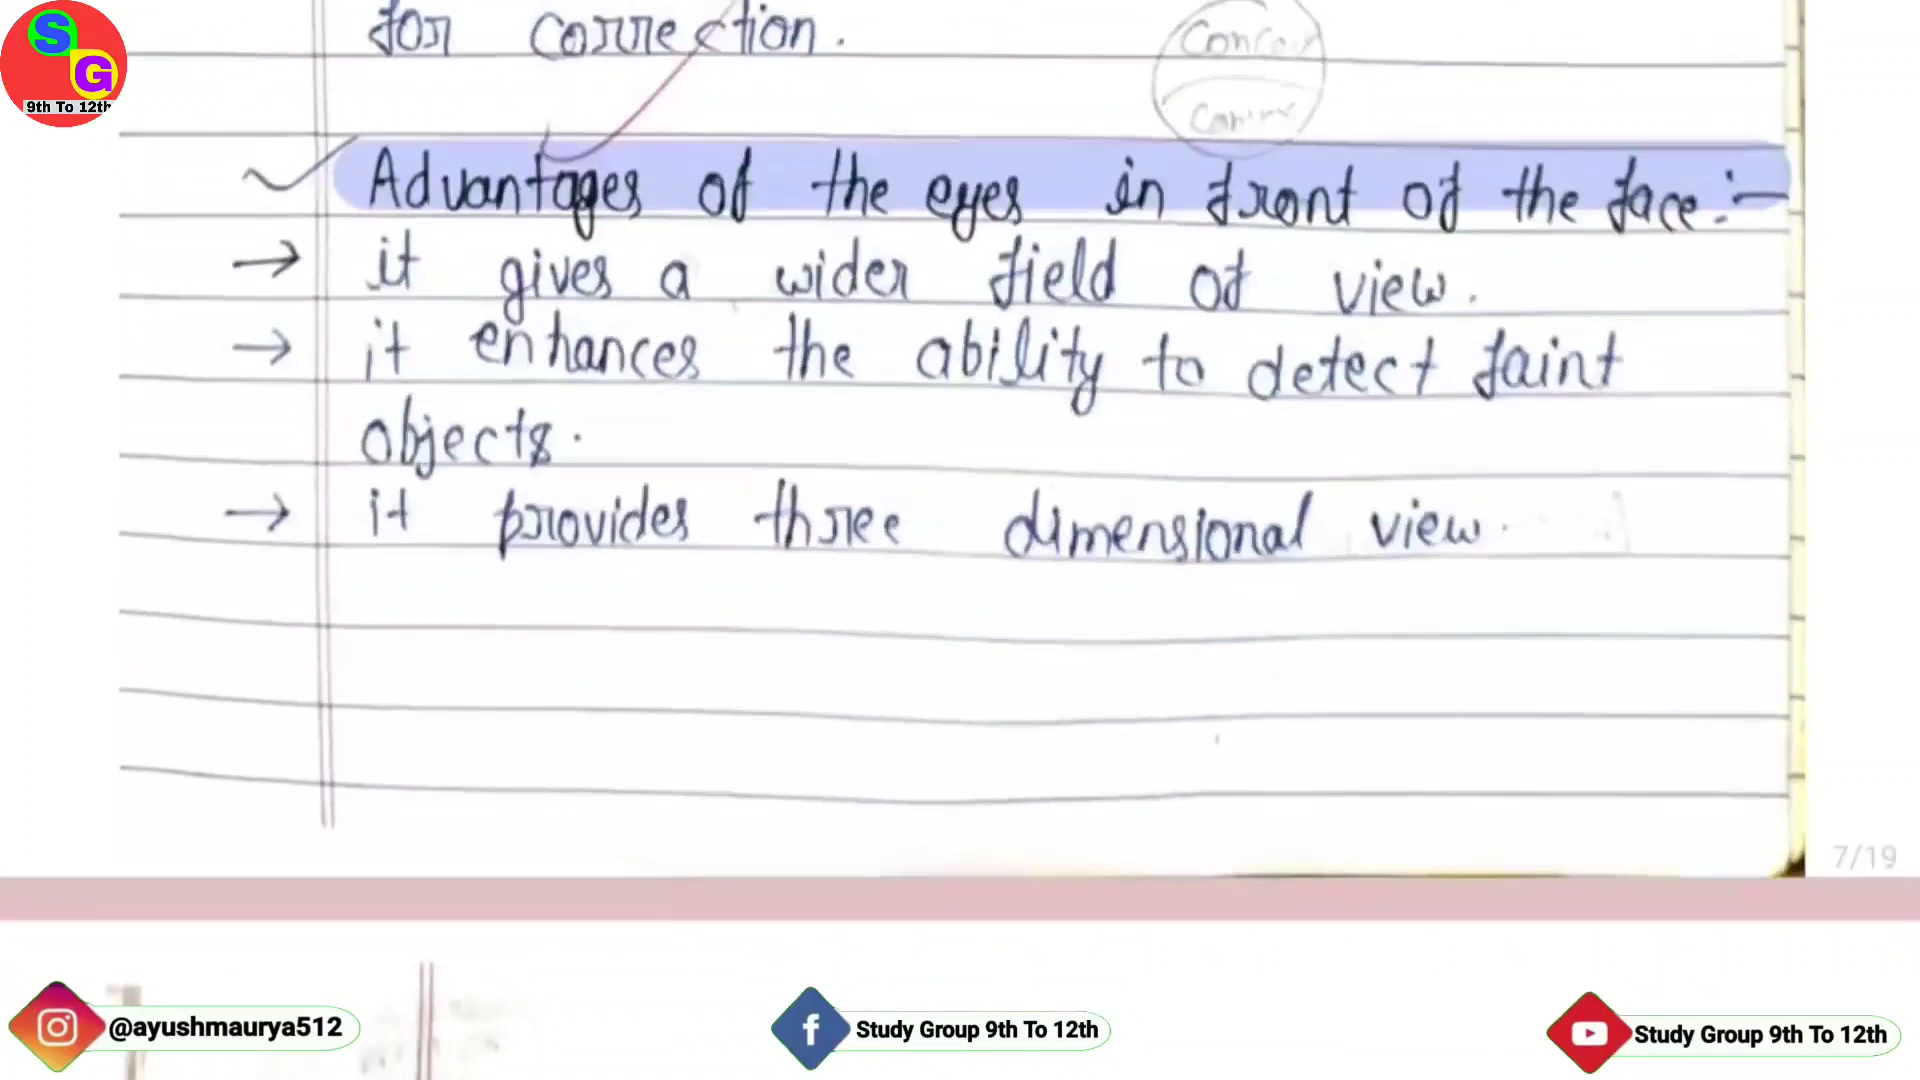 for correction.
Concave
Convex
S
G
9th To 12th
Advantages of the eyes in front of the face:-
→ it gives a wider field of view.
→ it enhances the ability to detect faint
objects.
→ it provides three dimensional view.
7/19
@ayushmaurya512
Study Group 9th To 12th
Study Group 9th To 12th